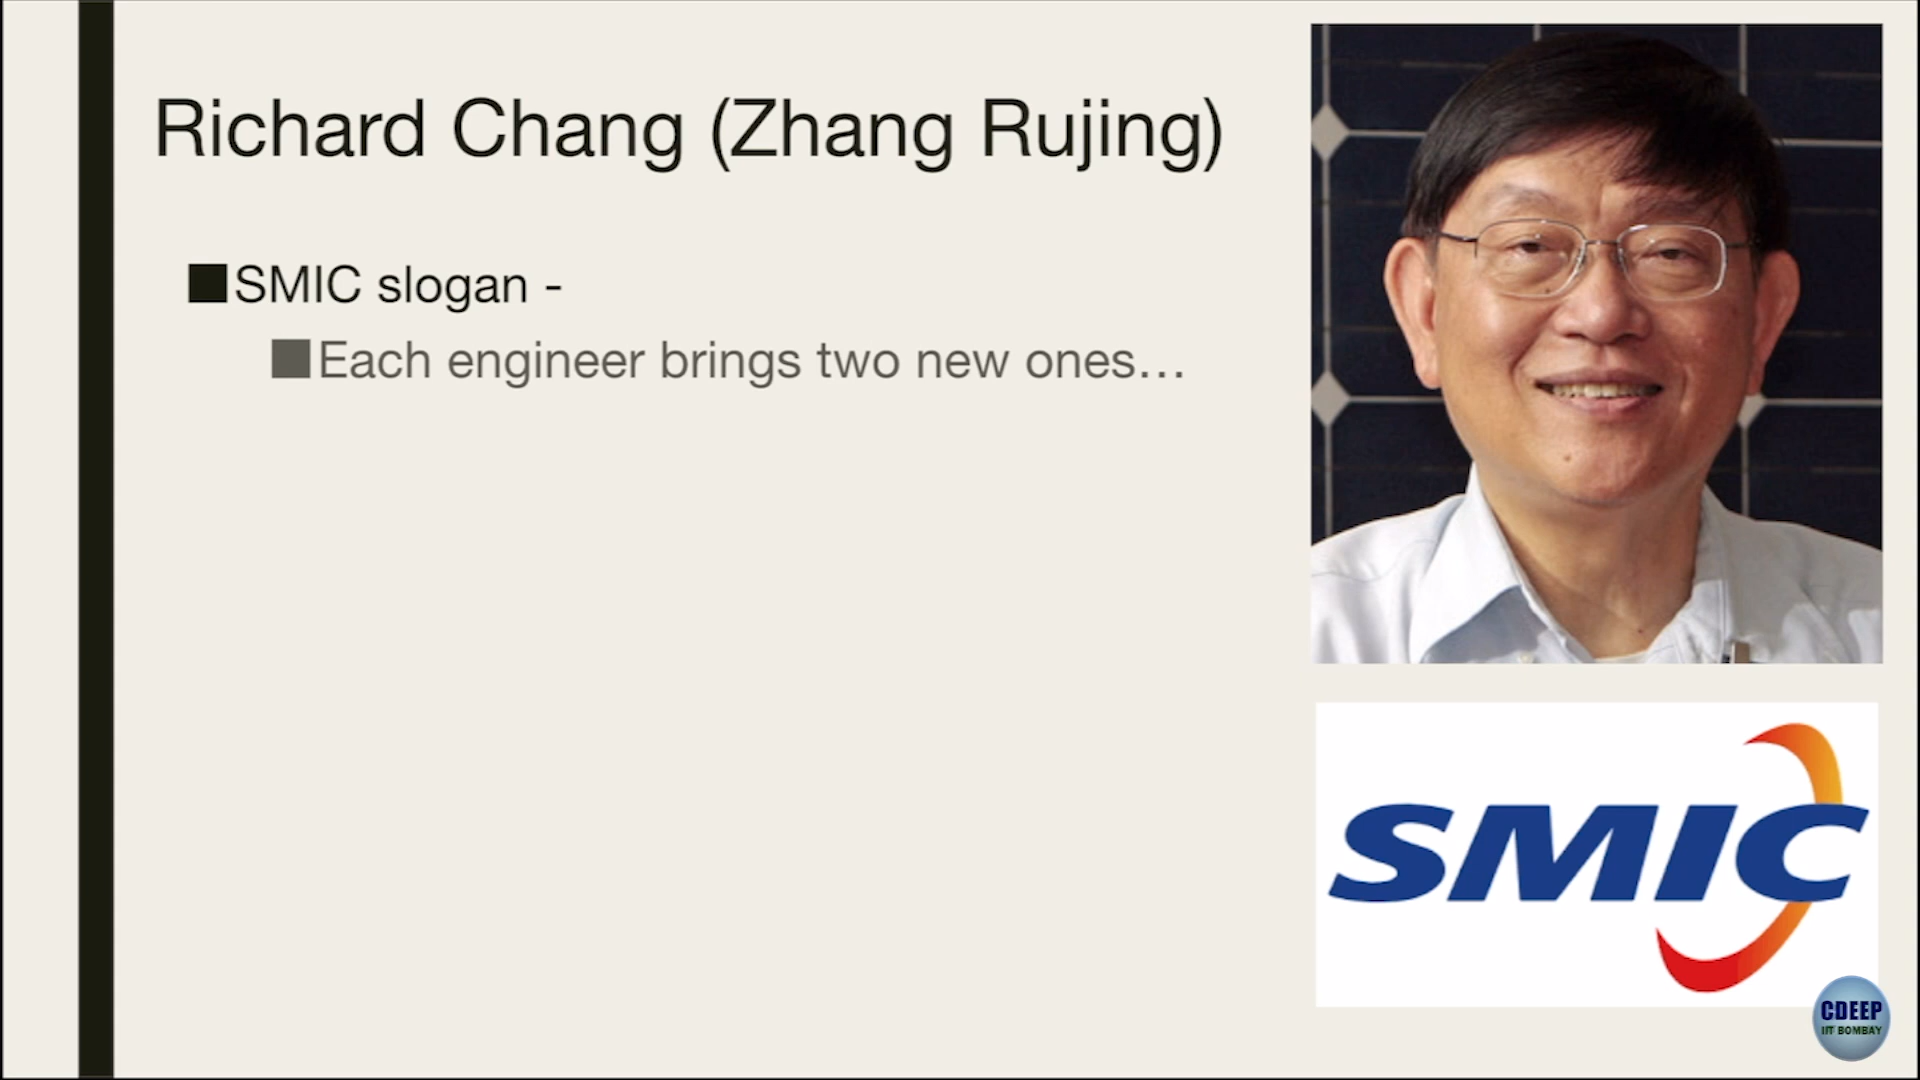 Richard Chang (Zhang Rujing)
SMIC slogan -
Each engineer brings two new ones…
SMIC
CDEEP
IIT BOMBAY